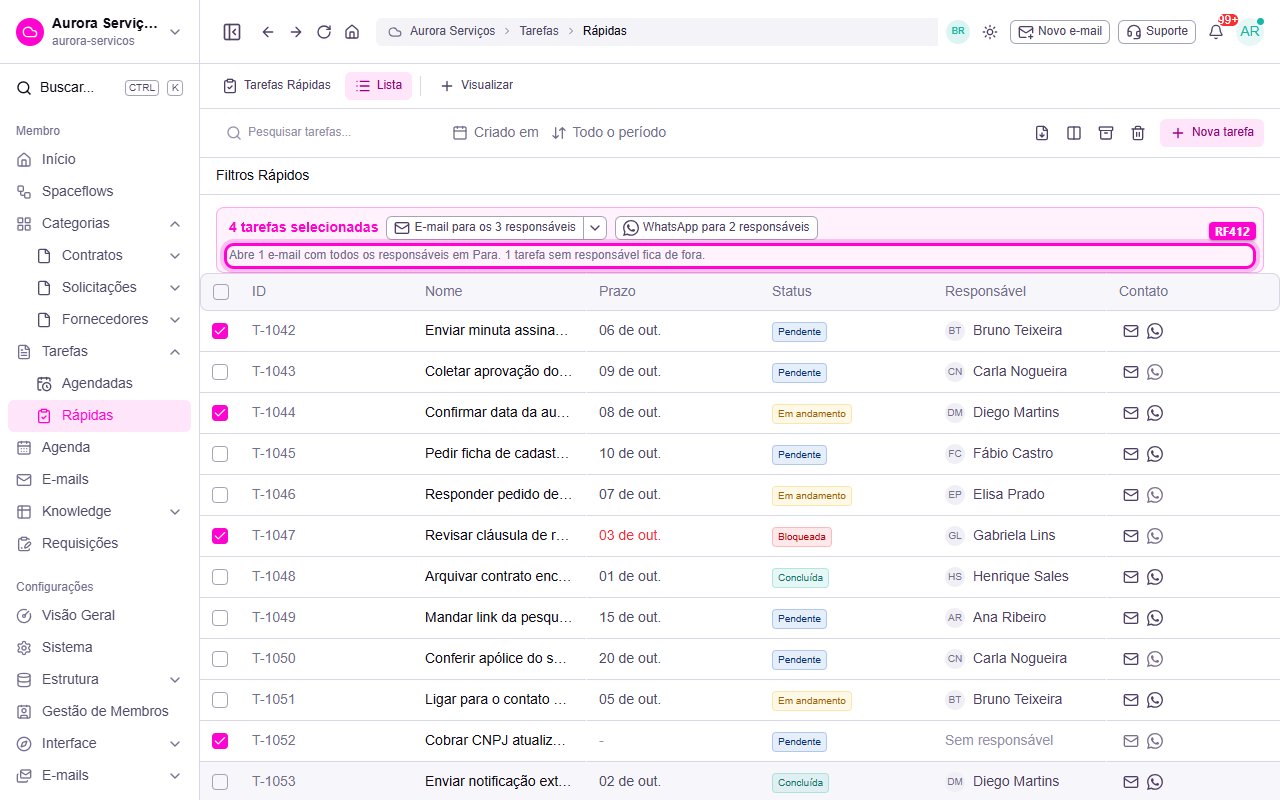 Aurora Serviç...
aurora-servicos
Aurora Serviços
Tarefas
Rápidas
BR
Novo e-mail
Suporte
99+
AR
Buscar...
CTRL
K
Membro
Início
Spaceflows
Categorias
Contratos
Solicitações
Fornecedores
Tarefas
Agendadas
Rápidas
Agenda
E-mails
Knowledge
Requisições
Configurações
Visão Geral
Sistema
Estrutura
Gestão de Membros
Interface
E-mails
Tarefas Rápidas
Lista
Visualizar
Pesquisar tarefas...
Criado em
Todo o período
Nova tarefa
Filtros Rápidos
4 tarefas selecionadas
E-mail para os 3 responsáveis
WhatsApp para 2 responsáveis
RF412
Abre 1 e-mail com todos os responsáveis em Para. 1 tarefa sem responsável fica de fora.
ID Nome Prazo Status Responsável Contato
T-1042 Enviar minuta assina... 06 de out. Pendente BT Bruno Teixeira
T-1043 Coletar aprovação do... 09 de out. Pendente CN Carla Nogueira
T-1044 Confirmar data da au... 08 de out. Em andamento DM Diego Martins
T-1045 Pedir ficha de cadast... 10 de out. Pendente FC Fábio Castro
T-1046 Responder pedido de... 07 de out. Em andamento EP Elisa Prado
T-1047 Revisar cláusula de r... 03 de out. Bloqueada GL Gabriela Lins
T-1048 Arquivar contrato enc... 01 de out. Concluída HS Henrique Sales
T-1049 Mandar link da pesqu... 15 de out. Pendente AR Ana Ribeiro
T-1050 Conferir apólice do s... 20 de out. Pendente CN Carla Nogueira
T-1051 Ligar para o contato ... 05 de out. Em andamento BT Bruno Teixeira
T-1052 Cobrar CNPJ atualiz... - Pendente Sem responsável
T-1053 Enviar notificação ext... 02 de out. Concluída DM Diego Martins